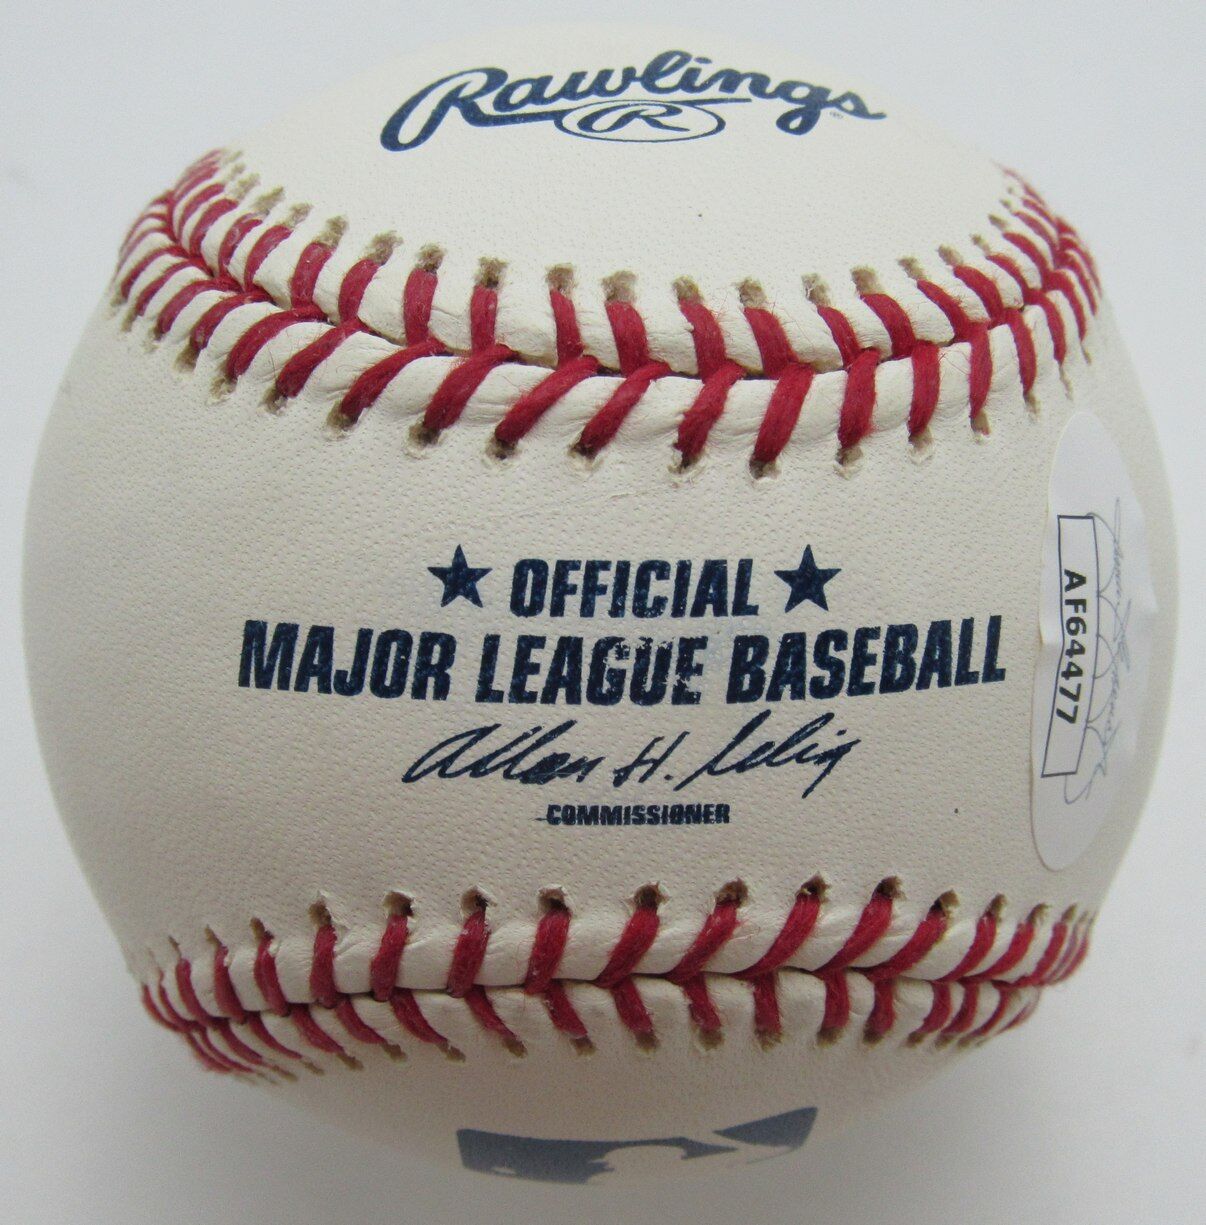 Rawlings
R
★ OFFICIAL ★
MAJOR LEAGUE BASEBALL
Allan H. Selig
COMMISSIONER
AF64477